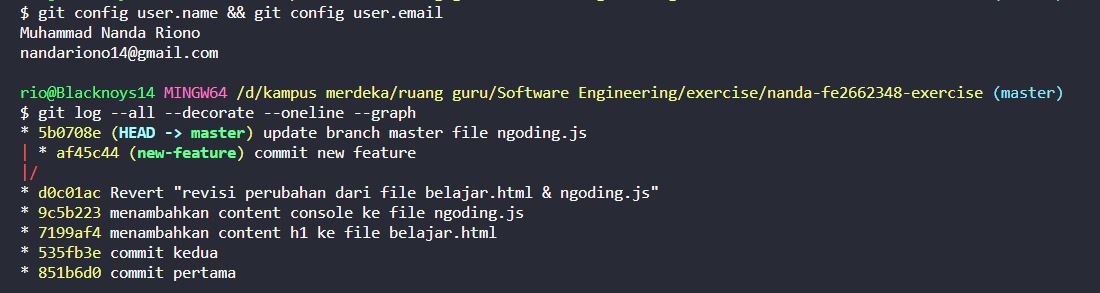 $ git config user.name && git config user.email
Muhammad Nanda Riono
nandariono14@gmail.com
rio@Blacknoys14 MINGW64 /d/kampus merdeka/ruang guru/Software Engineering/exercise/nanda-fe2662348-exercise (master)
$ git log --all --decorate --oneline --graph
* 5b0708e (HEAD -> master) update branch master file ngoding.js
| * af45c44 (new-feature) commit new feature
|/
* d0c01ac Revert "revisi perubahan dari file belajar.html & ngoding.js"
* 9c5b223 menambahkan content console ke file ngoding.js
* 7199af4 menambahkan content h1 ke file belajar.html
* 535fb3e commit kedua
* 851b6d0 commit pertama